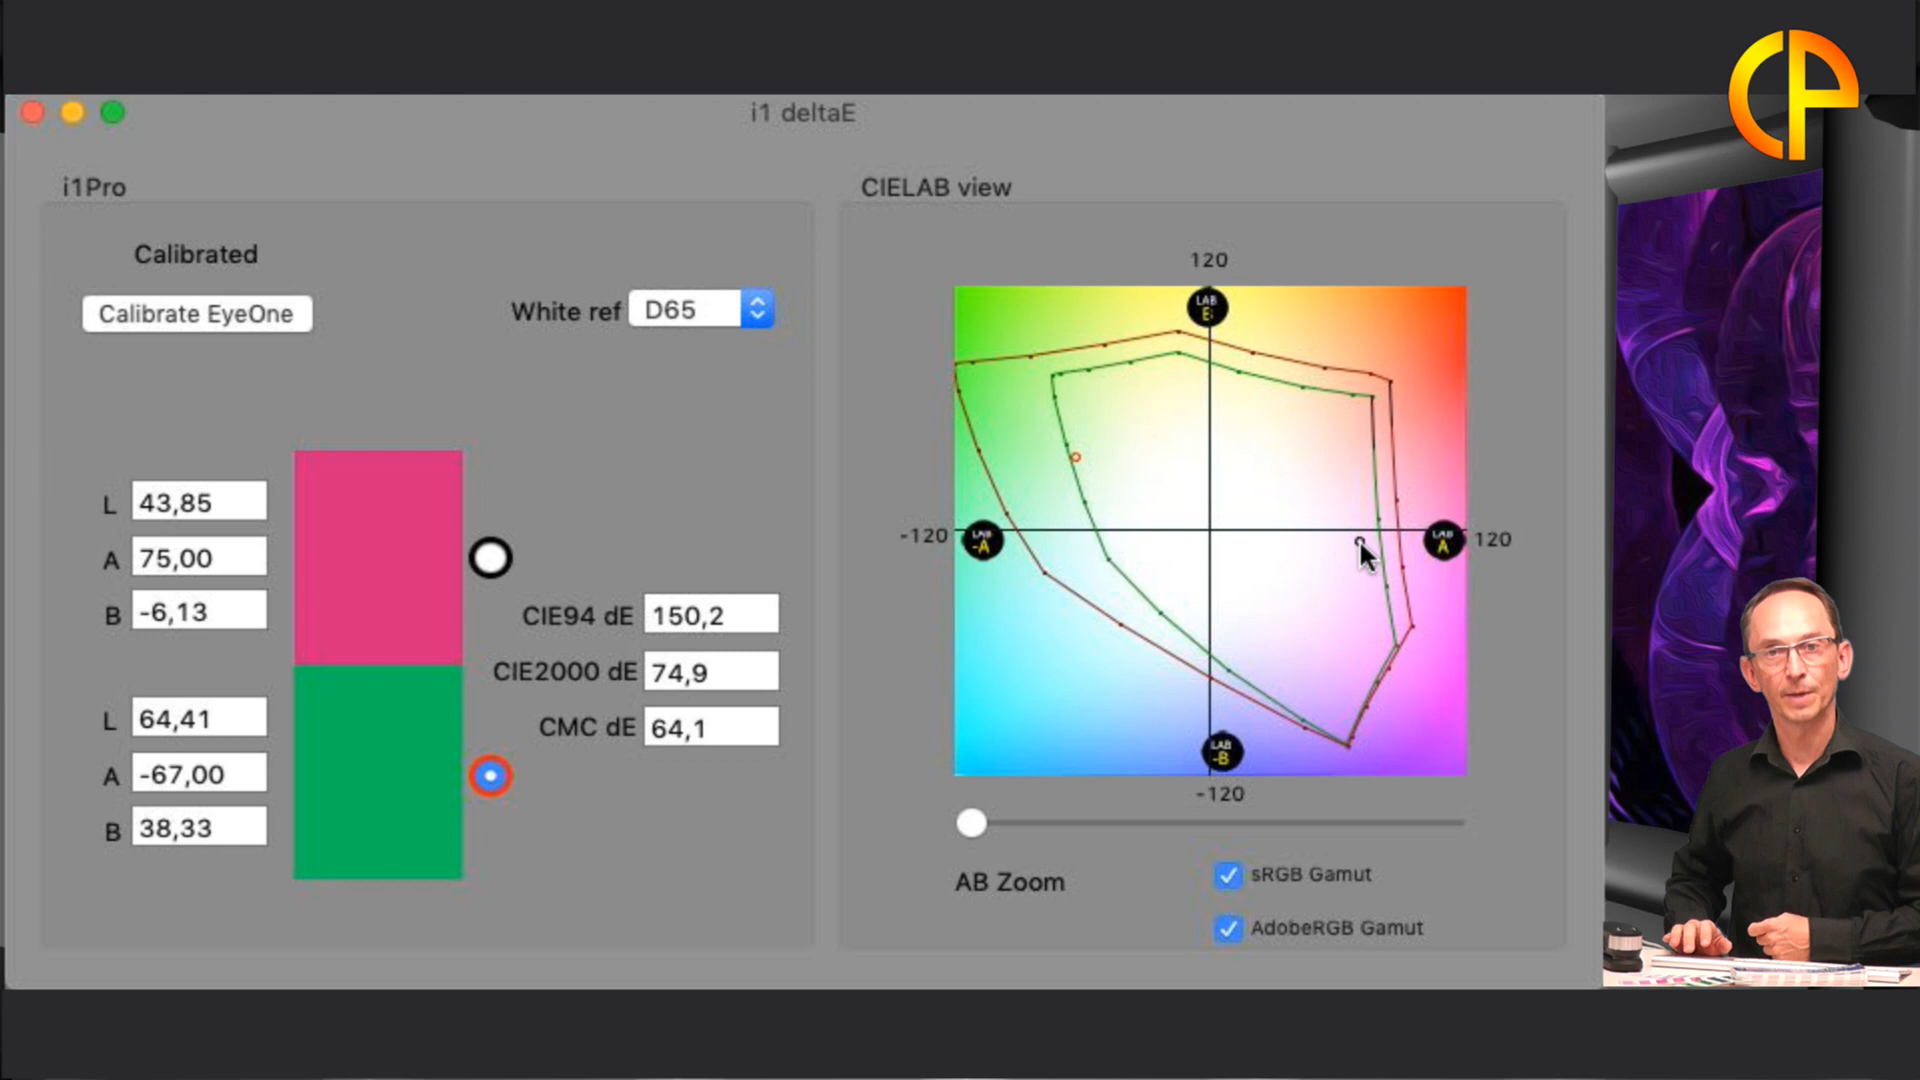 i1 deltaE
i1Pro
Calibrated
Calibrate EyeOne
White ref D65
L 43,85
A 75,00
B -6,13
CIE94 dE 150,2
CIE2000 dE 74,9
CMC dE 64,1
L 64,41
A -67,00
B 38,33
CIELAB view
120
LAB
B
-120
LAB
-A
LAB
A
120
LAB
-B
-120
AB Zoom
sRGB Gamut
AdobeRGB Gamut
CP